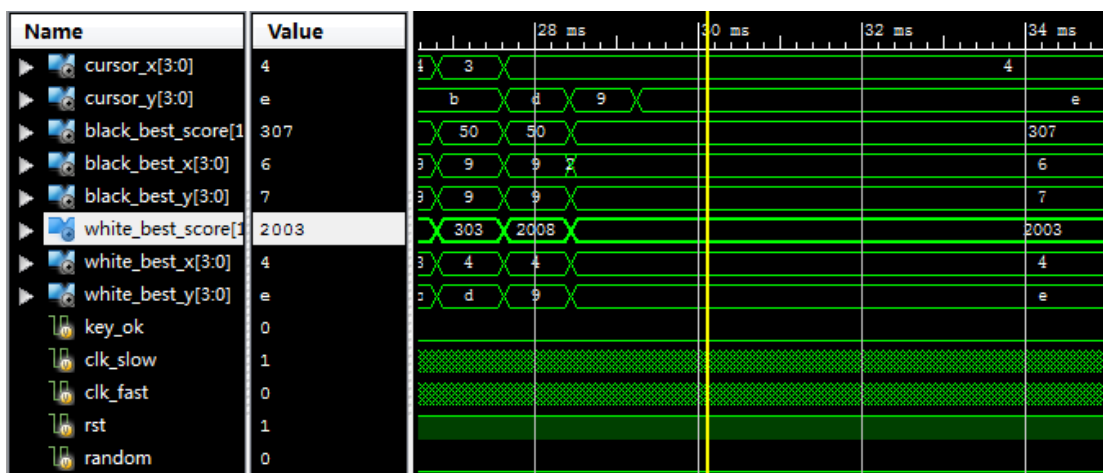 Name Value 28 ms 30 ms 32 ms 34 ms
cursor_x[3:0] 4 4 3 4
cursor_y[3:0] e b d 9 e
black_best_score[1 307 50 50 307
black_best_x[3:0] 6 9 9 6
black_best_y[3:0] 7 9 9 7
white_best_score[1 2003 303 2008 2003
white_best_x[3:0] 4 4 4 4
white_best_y[3:0] e d 9 e
key_ok 0
clk_slow 1
clk_fast 0
rst 1
random 0